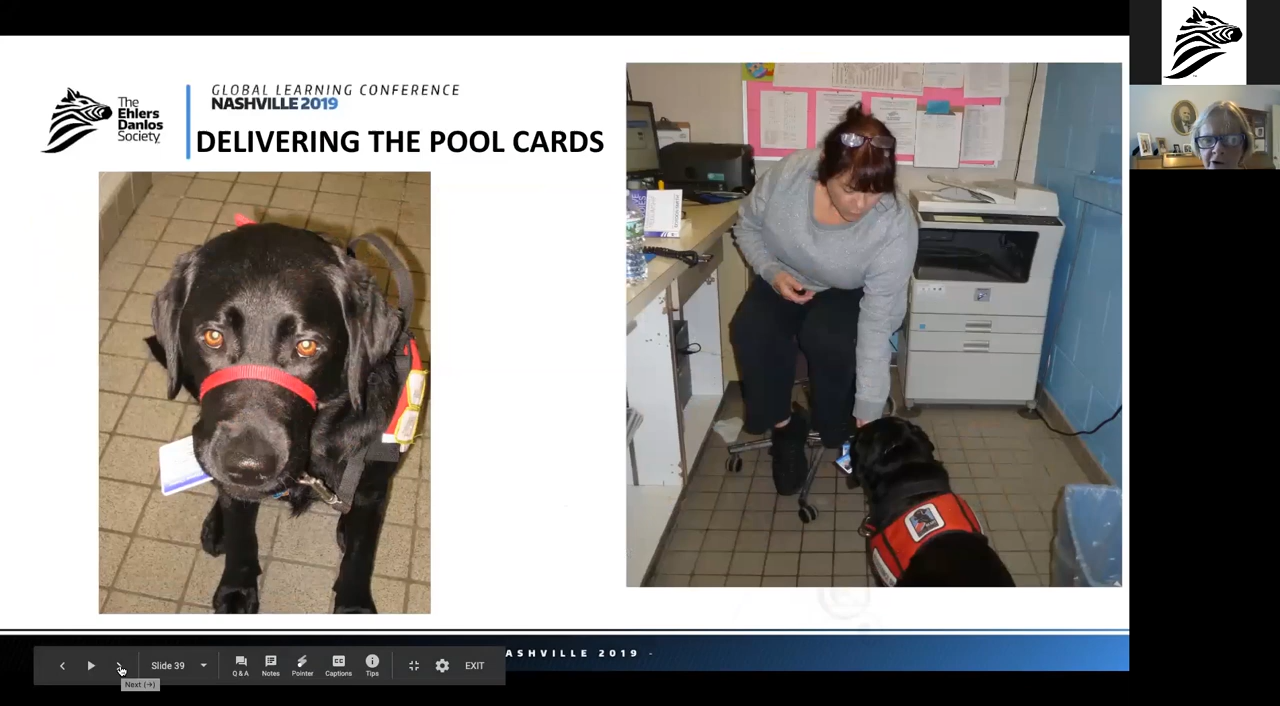 The
Ehlers
Danlos
Society
GLOBAL LEARNING CONFERENCE
NASHVILLE 2019
DELIVERING THE POOL CARDS
NASHVILLE 2019 -
Slide 39
Q & A
Notes
Pointer
Captions
Tips
EXIT
Next (→)